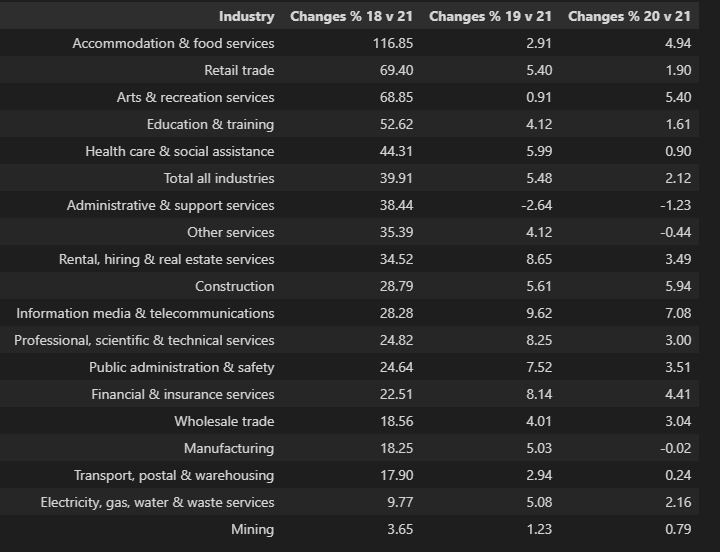 Industry Changes % 18 v 21 Changes % 19 v 21 Changes % 20 v 21
Accommodation & food services 116.85 2.91 4.94
Retail trade 69.40 5.40 1.90
Arts & recreation services 68.85 0.91 5.40
Education & training 52.62 4.12 1.61
Health care & social assistance 44.31 5.99 0.90
Total all industries 39.91 5.48 2.12
Administrative & support services 38.44 -2.64 -1.23
Other services 35.39 4.12 -0.44
Rental, hiring & real estate services 34.52 8.65 3.49
Construction 28.79 5.61 5.94
Information media & telecommunications 28.28 9.62 7.08
Professional, scientific & technical services 24.82 8.25 3.00
Public administration & safety 24.64 7.52 3.51
Financial & insurance services 22.51 8.14 4.41
Wholesale trade 18.56 4.01 3.04
Manufacturing 18.25 5.03 -0.02
Transport, postal & warehousing 17.90 2.94 0.24
Electricity, gas, water & waste services 9.77 5.08 2.16
Mining 3.65 1.23 0.79